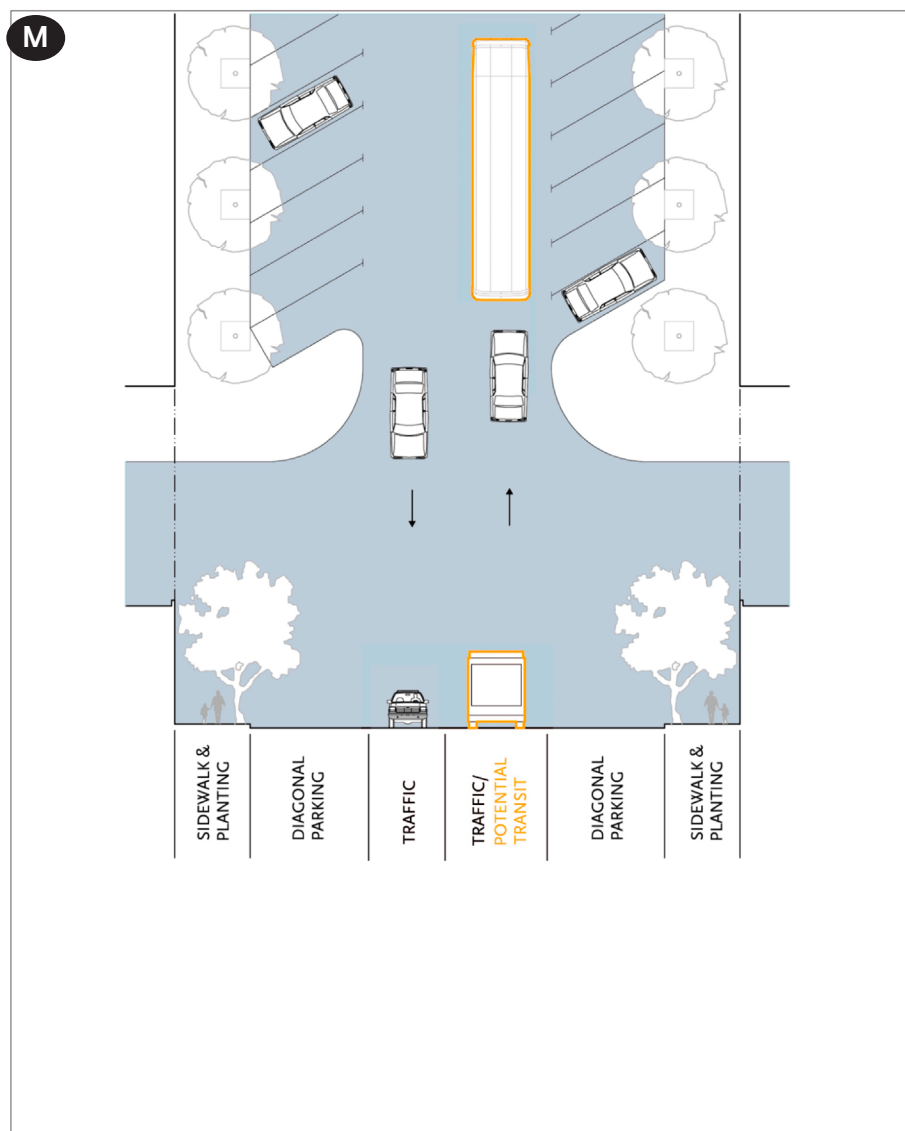 M
SIDEWALK &
PLANTING
DIAGONAL
PARKING
TRAFFIC
TRAFFIC/
POTENTIAL
TRANSIT
DIAGONAL
PARKING
SIDEWALK &
PLANTING